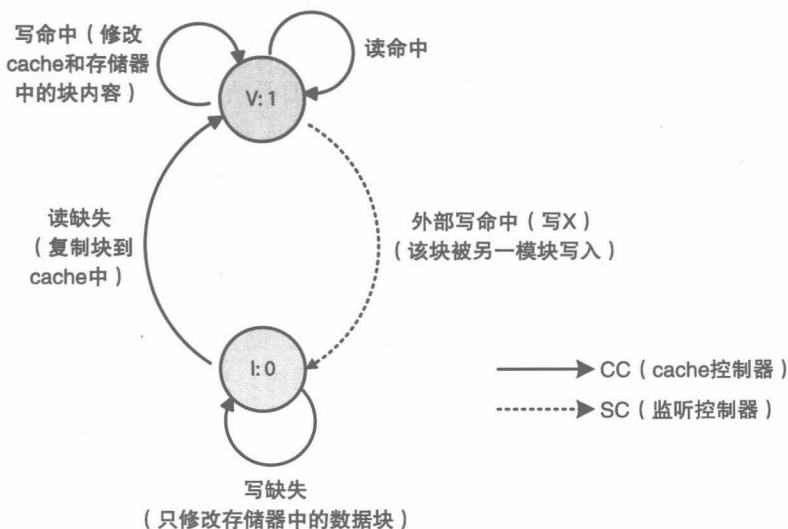 写命中（修改
cache和存储器
中的块内容）
读命中
V: 1
读缺失
（复制块到
cache中）
外部写命中（写X）
（该块被另一模块写入）
I: 0
CC（cache控制器）
SC（监听控制器）
写缺失
（只修改存储器中的数据块）